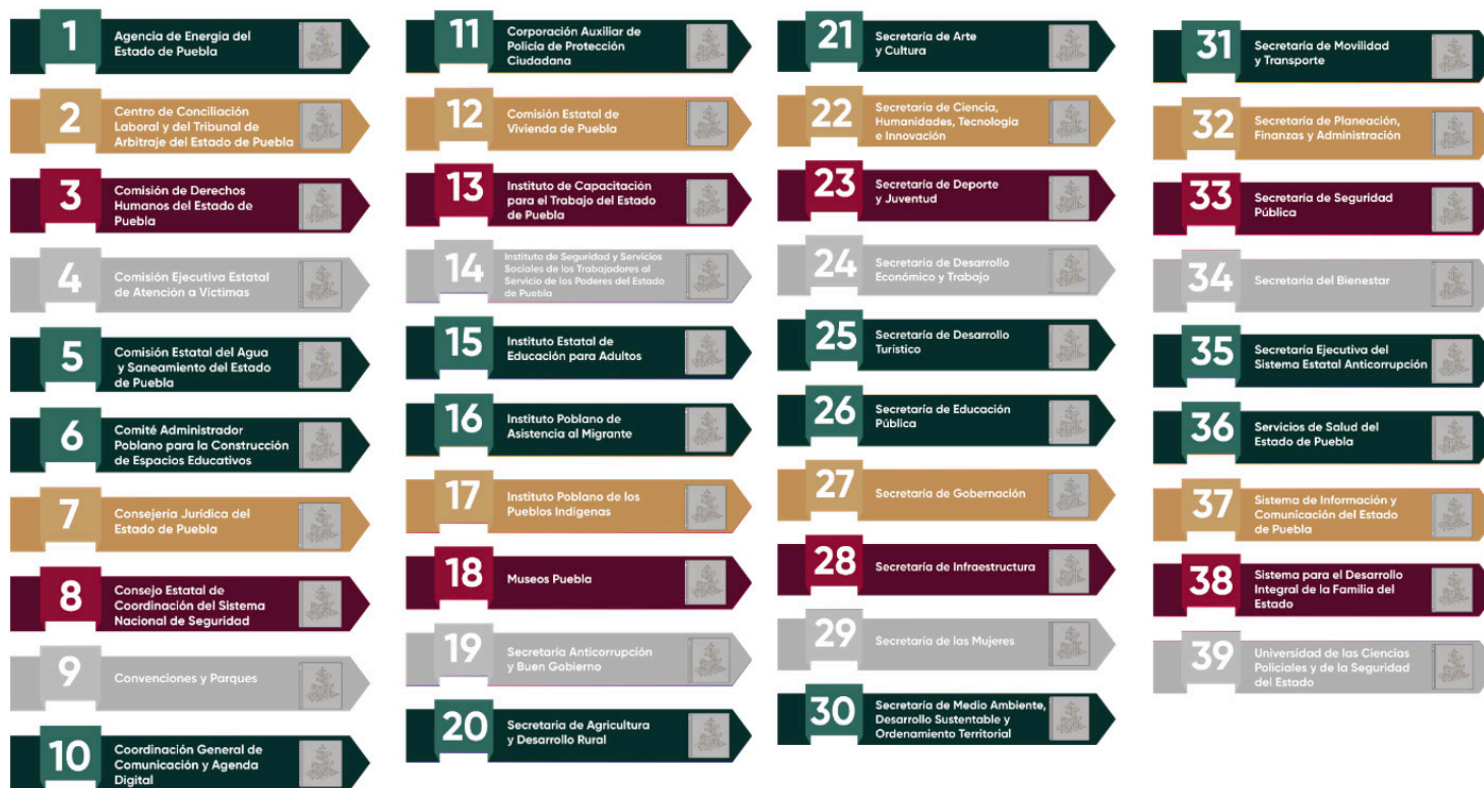 1
Agencia de Energía del
Estado de Puebla
2
Centro de Conciliación
Laboral y del Tribunal de
Arbitraje del Estado de Puebla
3
Comisión de Derechos
Humanos del Estado de
Puebla
4
Comisión Ejecutiva Estatal
de Atención a Víctimas
5
Comisión Estatal del Agua
y Saneamiento del Estado
de Puebla
6
Comité Administrador
Poblano para la Construcción
de Espacios Educativos
7
Consejería Jurídica del
Estado de Puebla
8
Consejo Estatal de
Coordinación del Sistema
Nacional de Seguridad
9
Convenciones y Parques
10
Coordinación General de
Comunicación y Agenda
Digital
11
Corporación Auxiliar de
Policía de Protección
Ciudadana
12
Comisión Estatal de
Vivienda de Puebla
13
Instituto de Capacitación
para el Trabajo del Estado
de Puebla
14
Instituto de Seguridad y Servicios
Sociales de los Trabajadores al
Servicio de los Poderes del Estado
de Puebla
15
Instituto Estatal de
Educación para Adultos
16
Instituto Poblano de
Asistencia al Migrante
17
Instituto Poblano de los
Pueblos Indígenas
18
Museos Puebla
19
Secretaría Anticorrupción
y Buen Gobierno
20
Secretaria de Agricultura
y Desarrollo Rural
21
Secretaría de Arte
y Cultura
22
Secretaría de Ciencia,
Humanidades, Tecnología
e Innovación
23
Secretaría de Deporte
y Juventud
24
Secretaría de Desarrollo
Económico y Trabajo
25
Secretaría de Desarrollo
Turístico
26
Secretaría de Educación
Pública
27
Secretaría de Gobernación
28
Secretaría de Infraestructura
29
Secretaría de las Mujeres
30
Secretaría de Medio Ambiente,
Desarrollo Sustentable y
Ordenamiento Territorial
31
Secretaría de Movilidad
y Transporte
32
Secretaría de Planeación,
Finanzas y Administración
33
Secretaría de Seguridad
Pública
34
Secretaría del Bienestar
35
Secretaría Ejecutiva del
Sistema Estatal Anticorrupción
36
Servicios de Salud del
Estado de Puebla
37
Sistema de Información y
Comunicación del Estado
de Puebla
38
Sistema para el Desarrollo
Integral de la Familia del
Estado
39
Universidad de las Ciencias
Policiales y de la Seguridad
del Estado